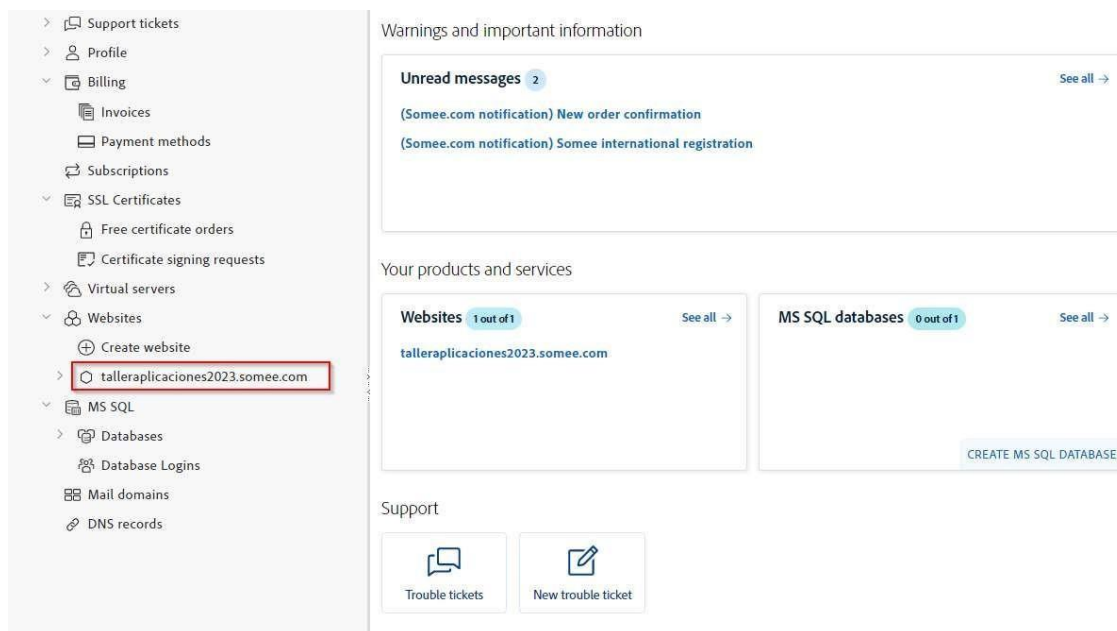 Support tickets
Profile
Billing
Invoices
Payment methods
Subscriptions
SSL Certificates
Free certificate orders
Certificate signing requests
Virtual servers
Websites
Create website
talleraplicaciones2023.somee.com
MS SQL
Databases
Database Logins
Mail domains
DNS records
Warnings and important information
Unread messages 2 See all →
(Somee.com notification) New order confirmation
(Somee.com notification) Somee international registration
Your products and services
Websites 1 out of 1 See all →
talleraplicaciones2023.somee.com
MS SQL databases 0 out of 1 See all →
CREATE MS SQL DATABASE
Support
Trouble tickets
New trouble ticket